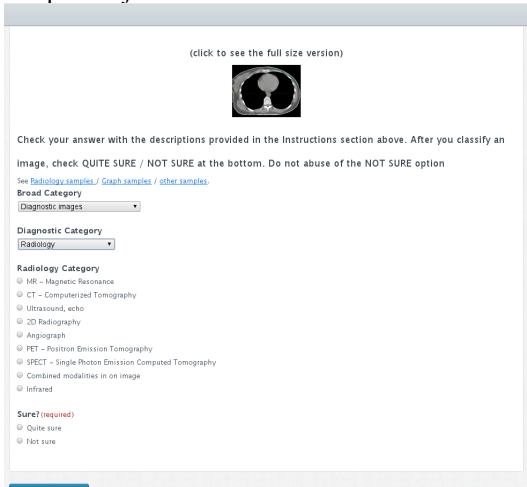 (click to see the full size version)
Check your answer with the descriptions provided in the Instructions section above. After you classify an
image, check QUITE SURE / NOT SURE at the bottom. Do not abuse of the NOT SURE option
See Radiology samples / Graph samples / other samples.
Broad Category
Diagnostic images
Diagnostic Category
Radiology
Radiology Category
MR – Magnetic Resonance
CT – Computerized Tomography
Ultrasound, echo
2D Radiography
Angiograph
PET – Positron Emission Tomography
SPECT – Single Photon Emission Computed Tomography
Combined modalities in on image
Infrared
Sure? (required)
Quite sure
Not sure